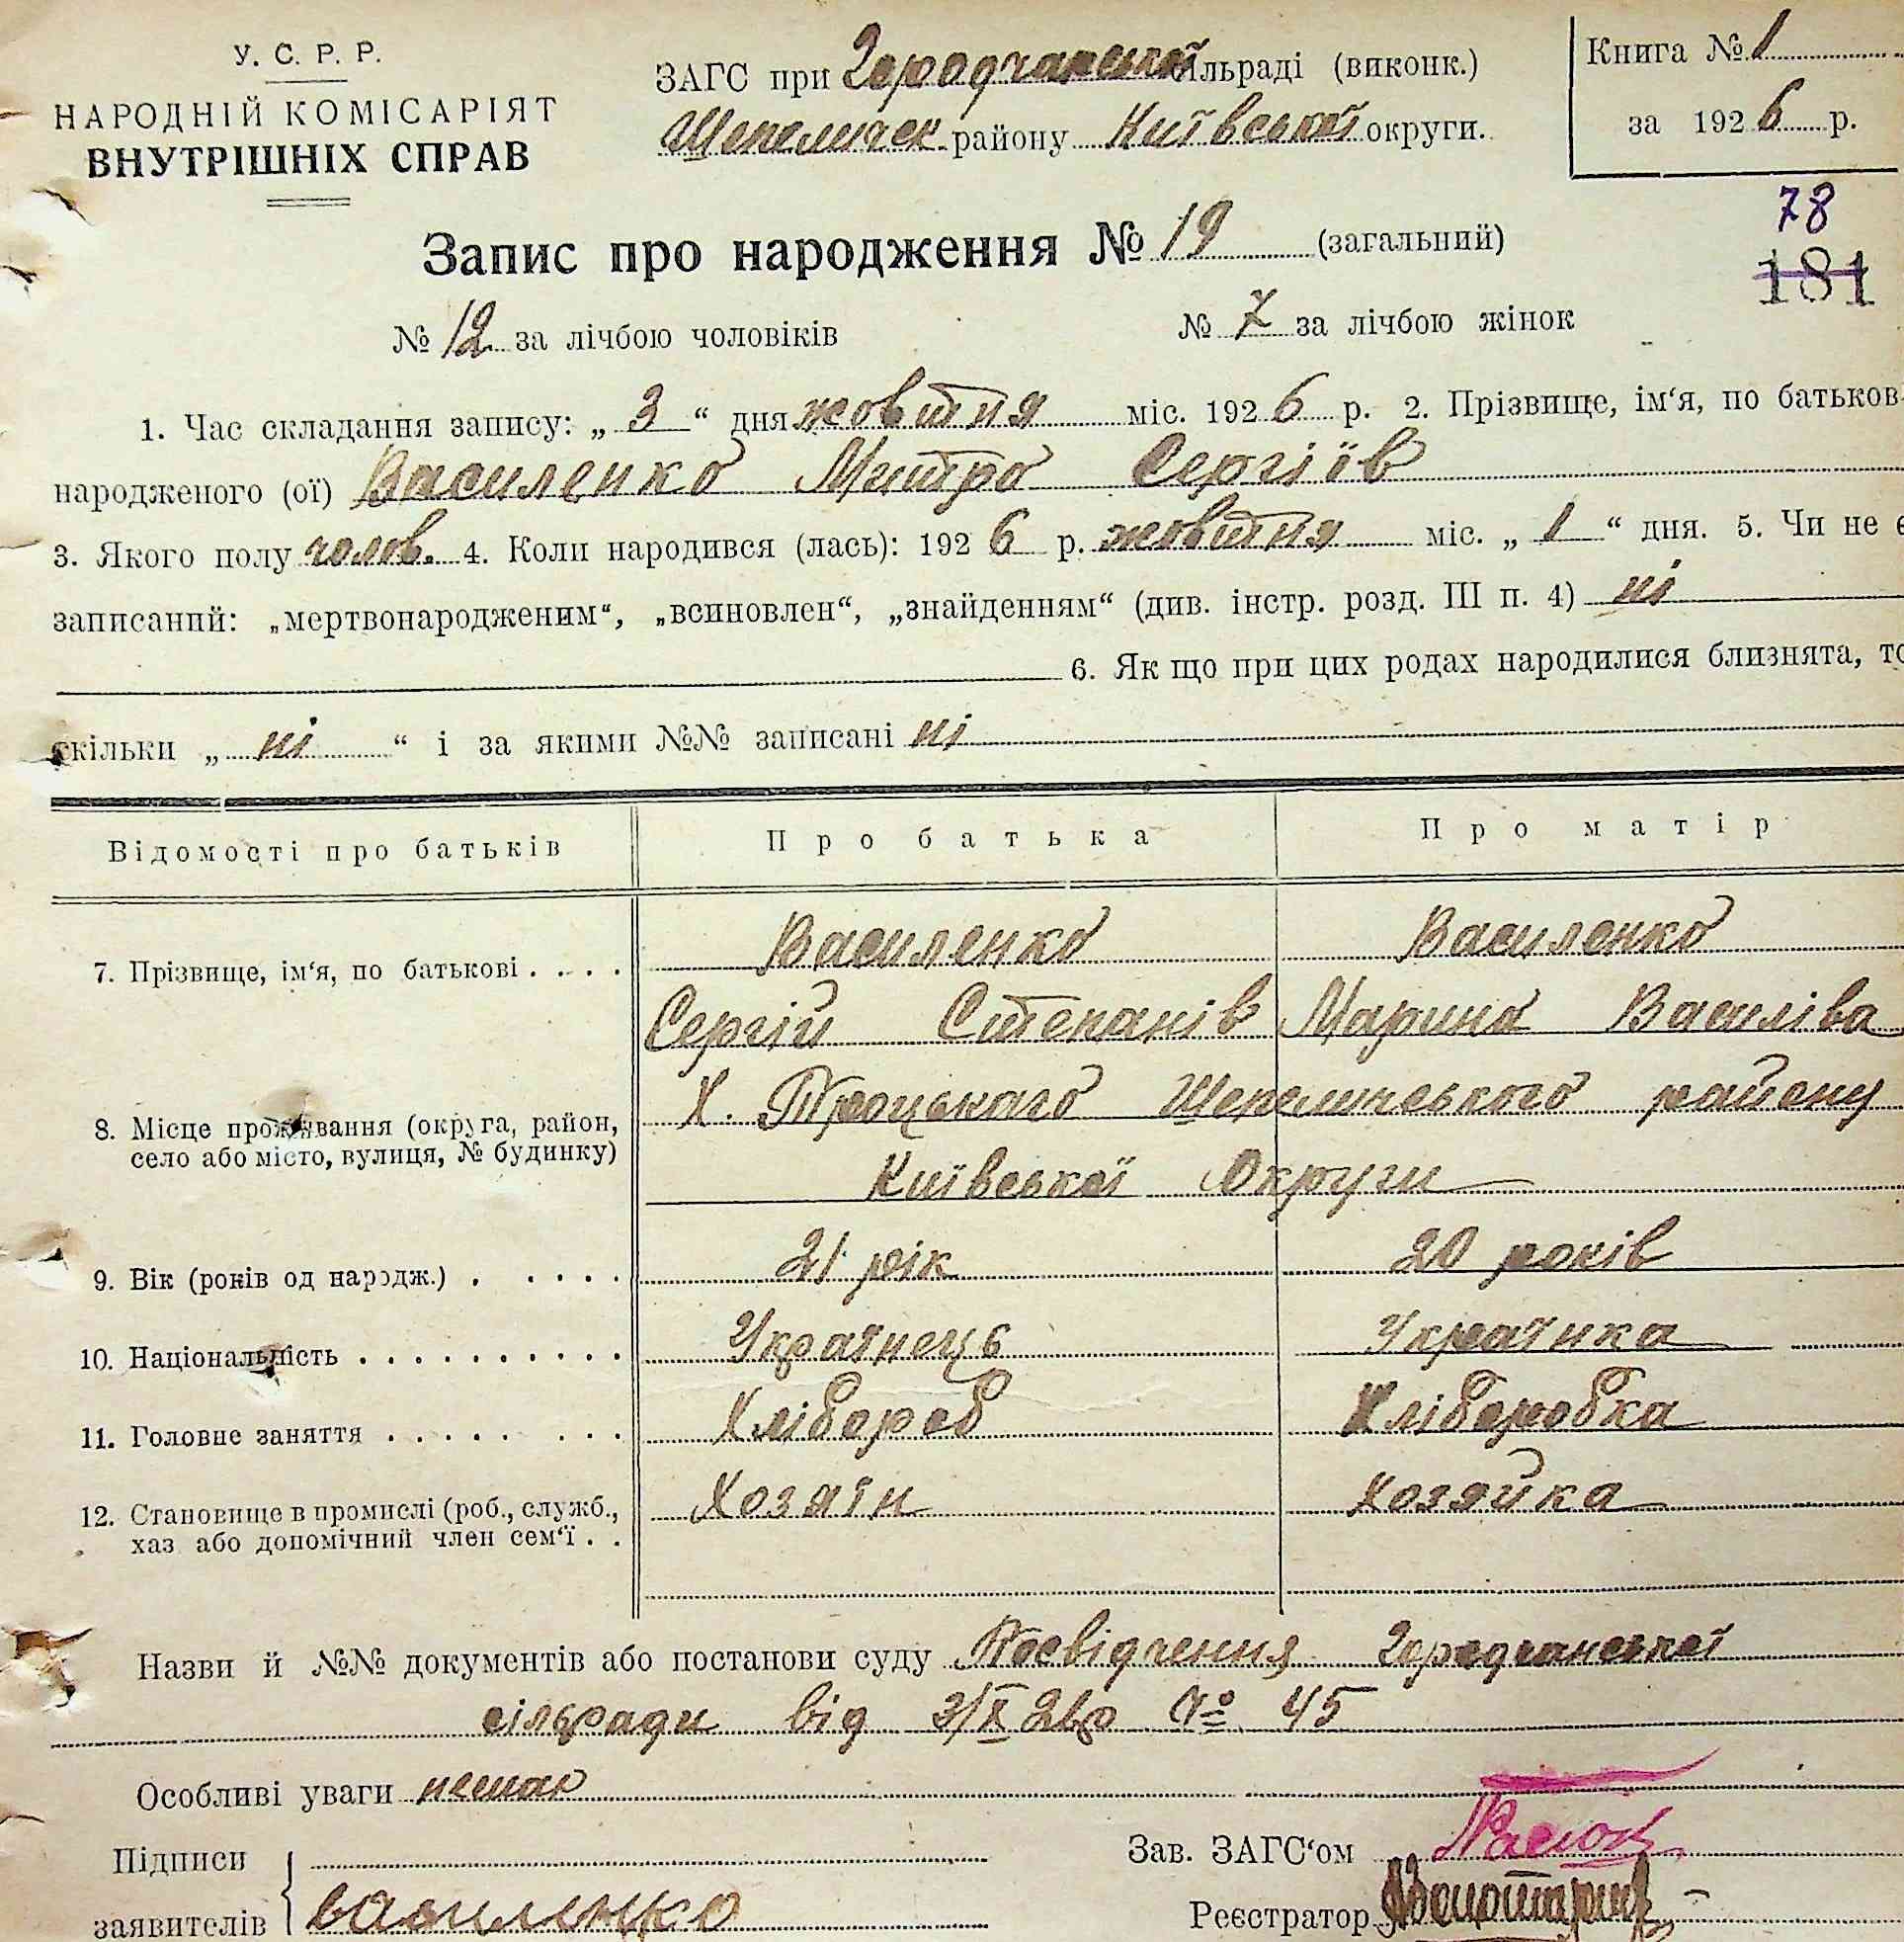 У. С. Р. Р.
НАРОДНІЙ КОМІСАРІЯТ
ВНУТРІШНІХ СПРАВ
ЗАГС при Городчанській сільраді (виконк.)
Шепеличськ. району Київської округи.
Книга № 1
за 1926 р.
78
181
Запис про народження № 19 (загальний)
№ 12 за лічбою чоловіків № 7 за лічбою жінок
1. Час складання запису: „ 3 “ дня жовтня міс. 1926 р. 2. Прізвище, ім‘я, по батьков
народженого (ої) Василенко Митро Сергіїв
3. Якого полу чолов. 4. Коли народився (лась): 1926 р. жовтня міс. „ 1 “ дня. 5. Чи не є
записаний: „мертвонародженим“, „всиновлен“, „знайденням“ (див. інстр. розд. III п. 4) ні
6. Як що при цих родах народилися близнята, то
скільки „ ні “ і за якими №№ записані ні
Відомості про батьків Про батька Про матір
7. Прізвище, ім‘я, по батькові . . . . Василенко Василенко
Сергій Степанів Марина Василіва
8. Місце проживання (округа, район, село або місто, вулиця, № будинку) Х. Троцького Шепелического району
Київської Округи
9. Вік (років од народж.) . . . . . 21 рік 20 років
10. Національність . . . . . . . . . . Українець Українка
11. Головне заняття . . . . . . . . Хлібороб Хліборобка
12. Становище в промислі (роб., служб., хаз. або допомічний член сем‘ї . . Хозяїн Хозяйка
Назви й №№ документів або постанови суду Посвідчення Городчанської
сільради від 3/X 26р № 45
Особливі уваги немає
Підписи
заявителів Василенко
Зав. ЗАГС‘ом
Реєстратор